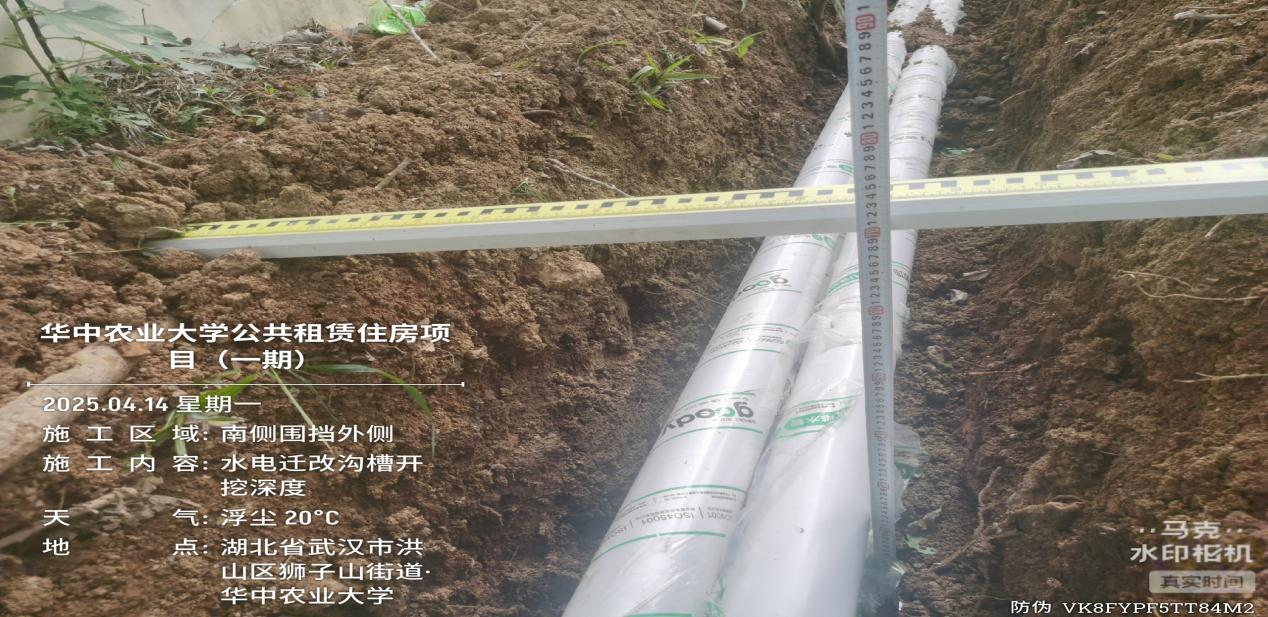 华中农业大学公共租赁住房项
目（一期）
2025.04.14 星期一
施工区域：南侧围挡外侧
施工内容：水电迁改沟槽开
挖深度
天气：浮尘 20°C
地点：湖北省武汉市洪
山区狮子山街道·
华中农业大学
马克
水印相机
真实时间
防伪 VK8FYPF5TT84M2
ISO45001